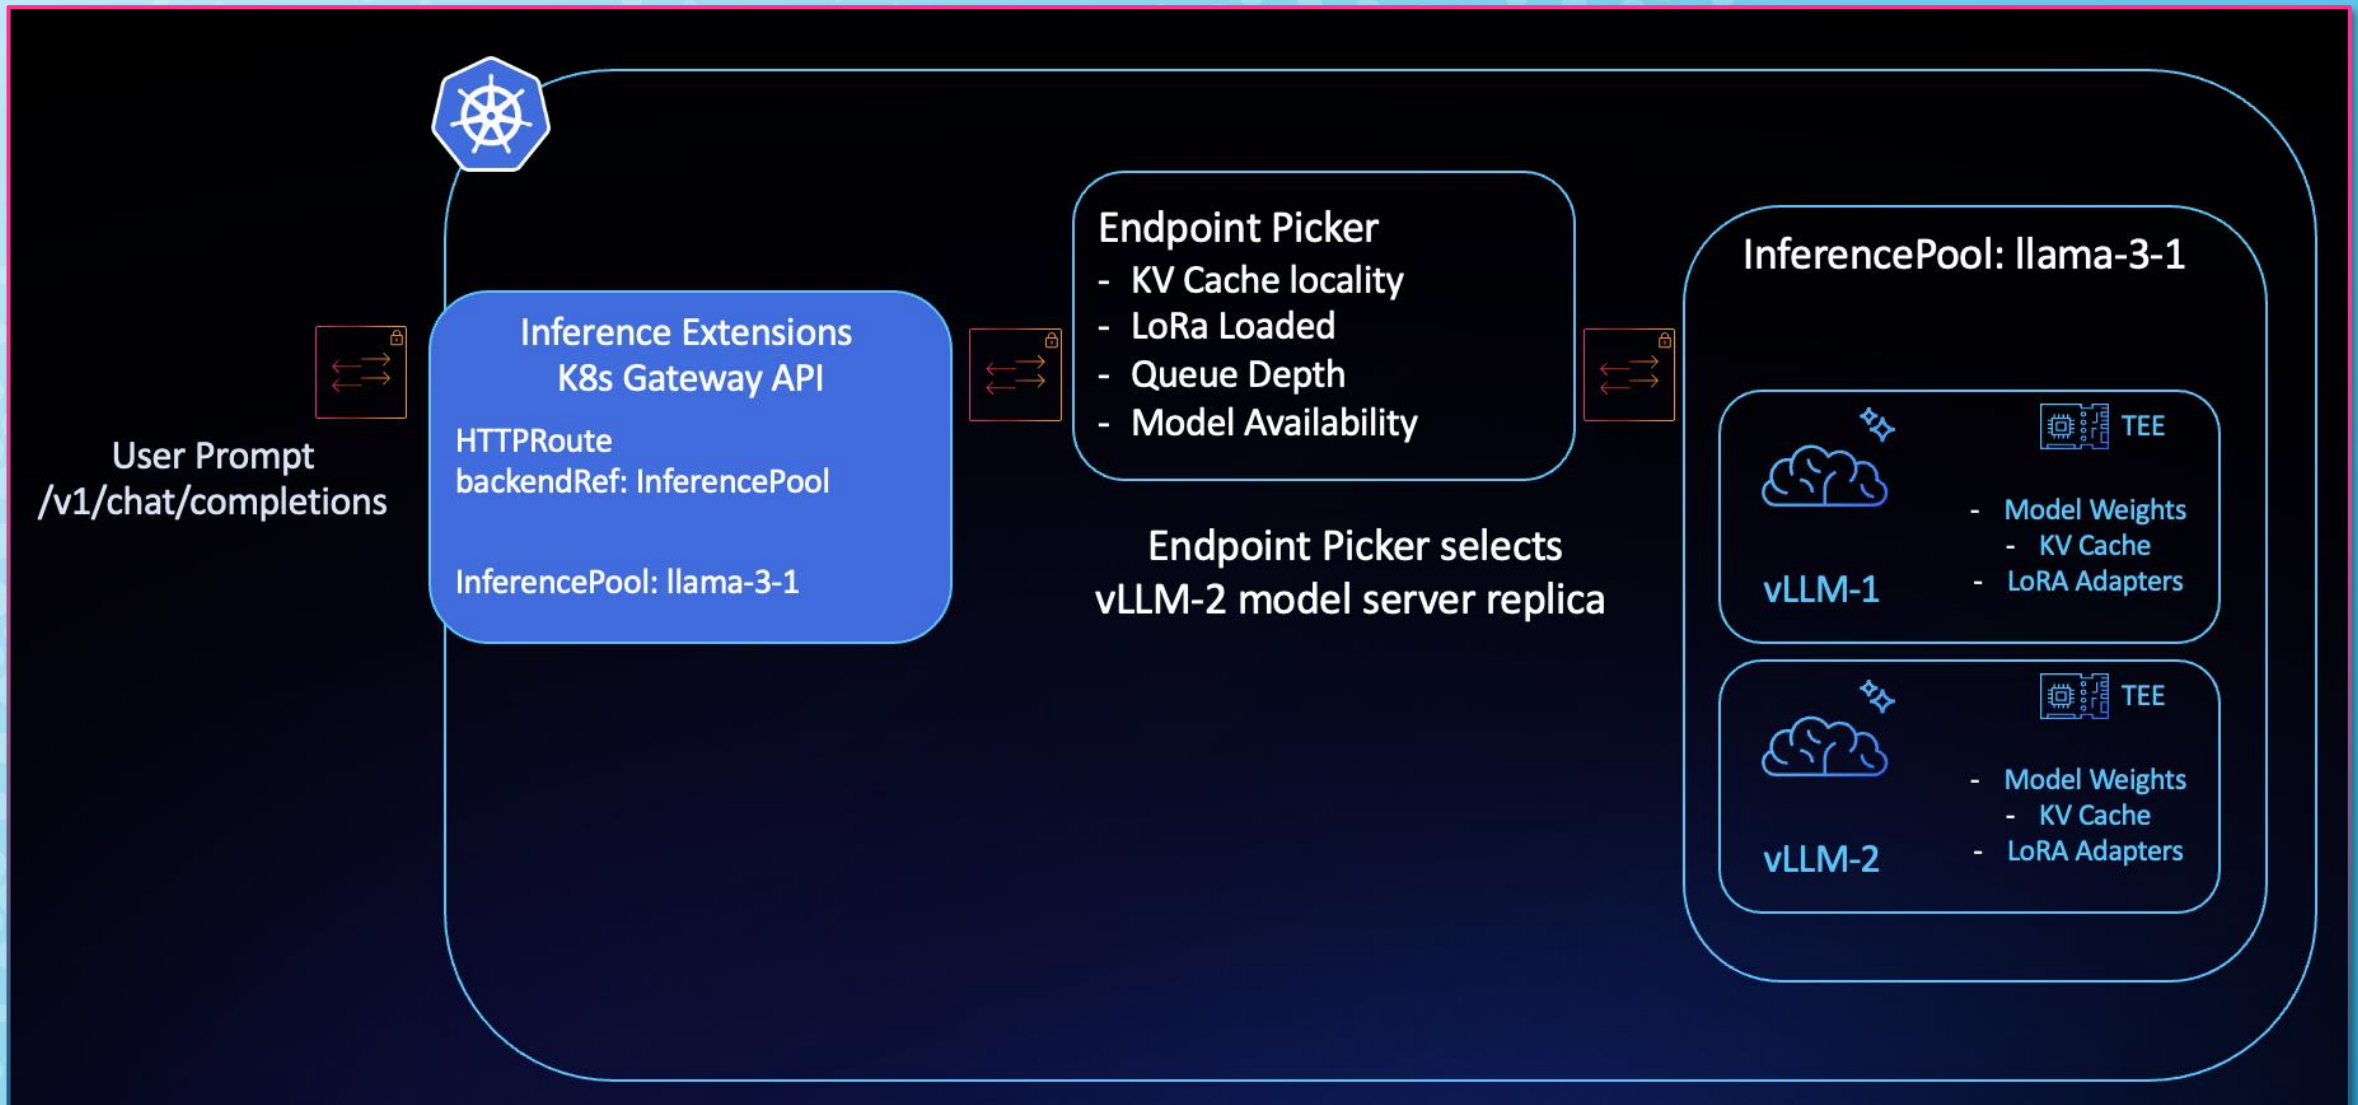 User Prompt
/v1/chat/completions
Inference Extensions
K8s Gateway API
HTTPRoute
backendRef: InferencePool
InferencePool: llama-3-1
Endpoint Picker
- KV Cache locality
- LoRa Loaded
- Queue Depth
- Model Availability
Endpoint Picker selects
vLLM-2 model server replica
InferencePool: llama-3-1
TEE
- Model Weights
- KV Cache
- LoRA Adapters
vLLM-1
TEE
- Model Weights
- KV Cache
- LoRA Adapters
vLLM-2